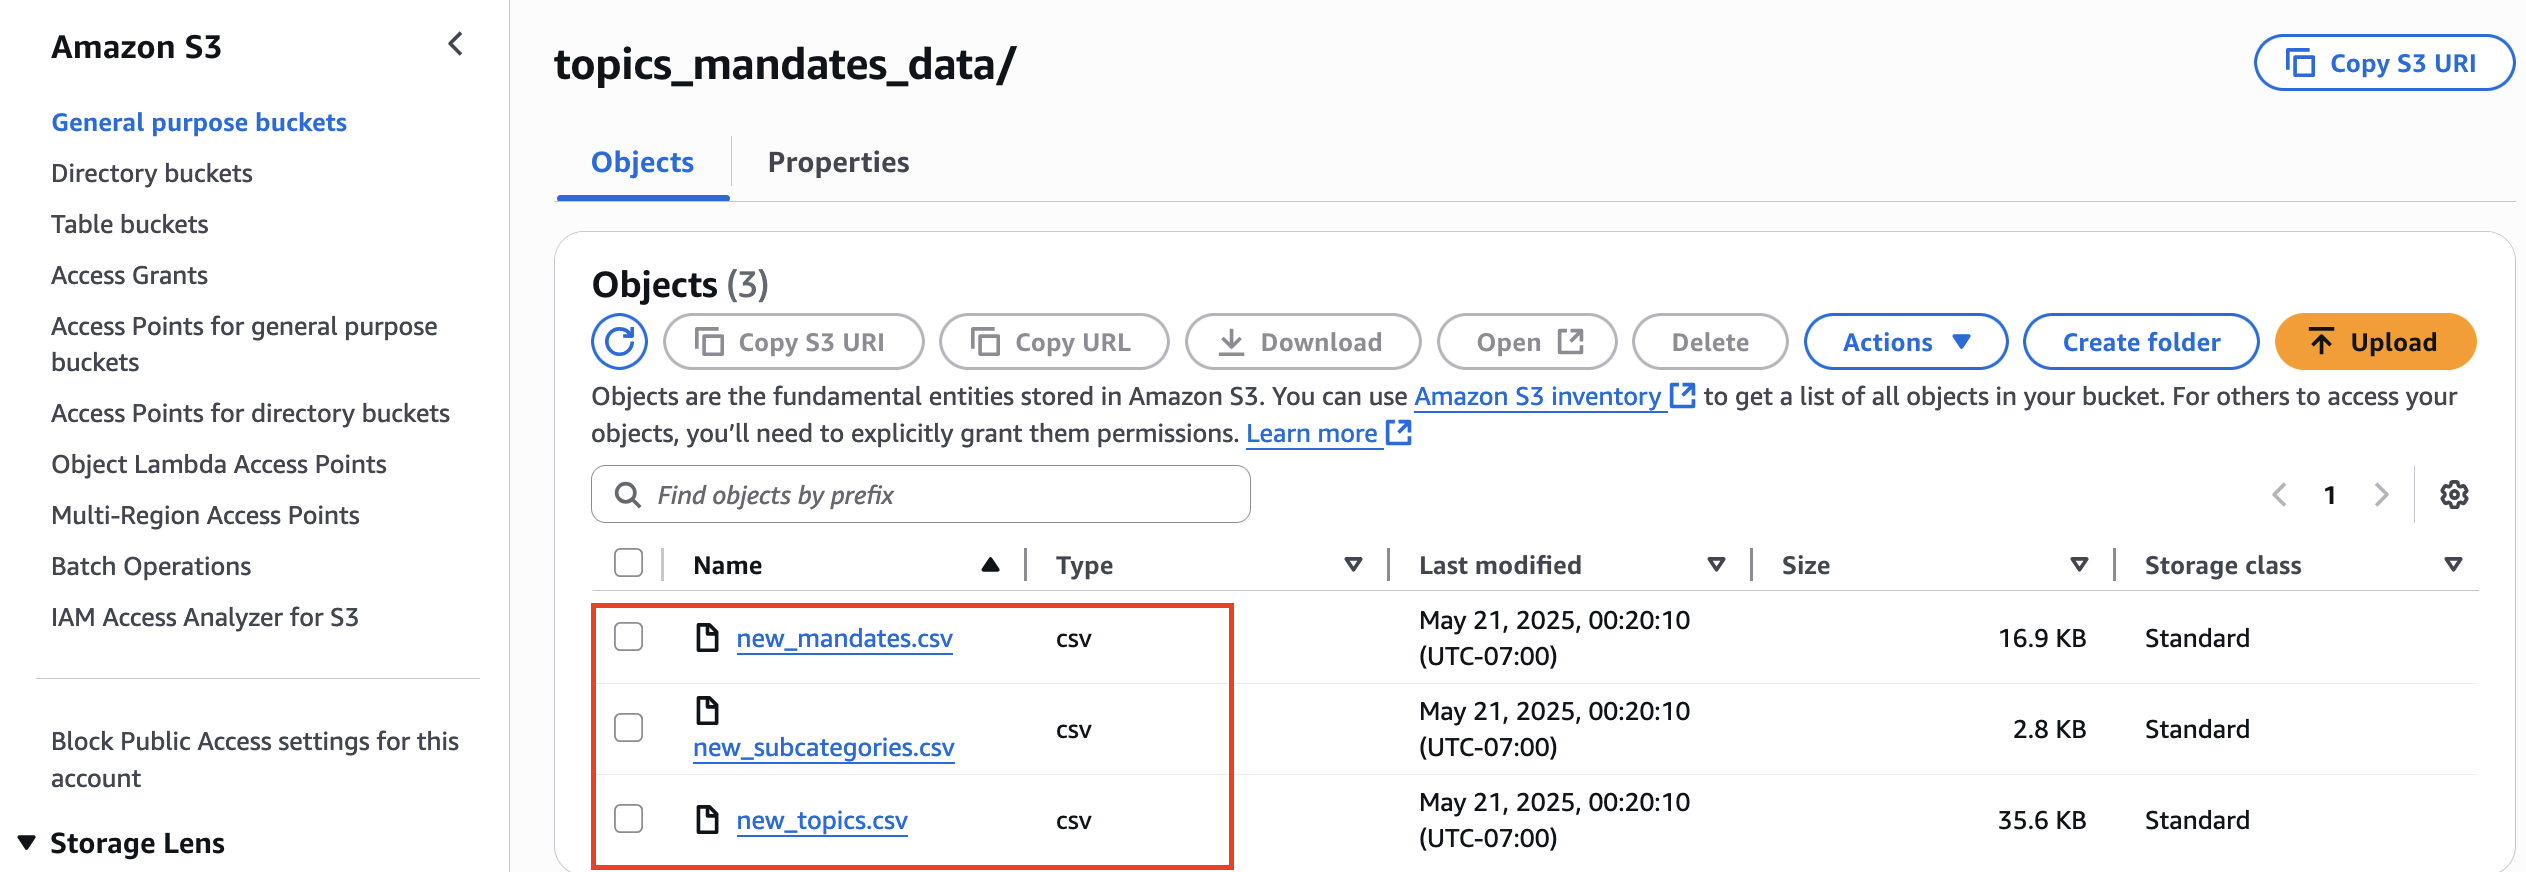 Amazon S3
General purpose buckets
Directory buckets
Table buckets
Access Grants
Access Points for general purpose
buckets
Access Points for directory buckets
Object Lambda Access Points
Multi-Region Access Points
Batch Operations
IAM Access Analyzer for S3
Block Public Access settings for this
account
Storage Lens
topics_mandates_data/
Copy S3 URI
Objects
Properties
Objects (3)
Copy S3 URI
Copy URL
Download
Open
Delete
Actions
Create folder
Upload
Objects are the fundamental entities stored in Amazon S3. You can use Amazon S3 inventory to get a list of all objects in your bucket. For others to access your
objects, you’ll need to explicitly grant them permissions. Learn more
Find objects by prefix
1
Name Type Last modified Size Storage class
new_mandates.csv csv May 21, 2025, 00:20:10 (UTC-07:00) 16.9 KB Standard
new_subcategories.csv csv May 21, 2025, 00:20:10 (UTC-07:00) 2.8 KB Standard
new_topics.csv csv May 21, 2025, 00:20:10 (UTC-07:00) 35.6 KB Standard